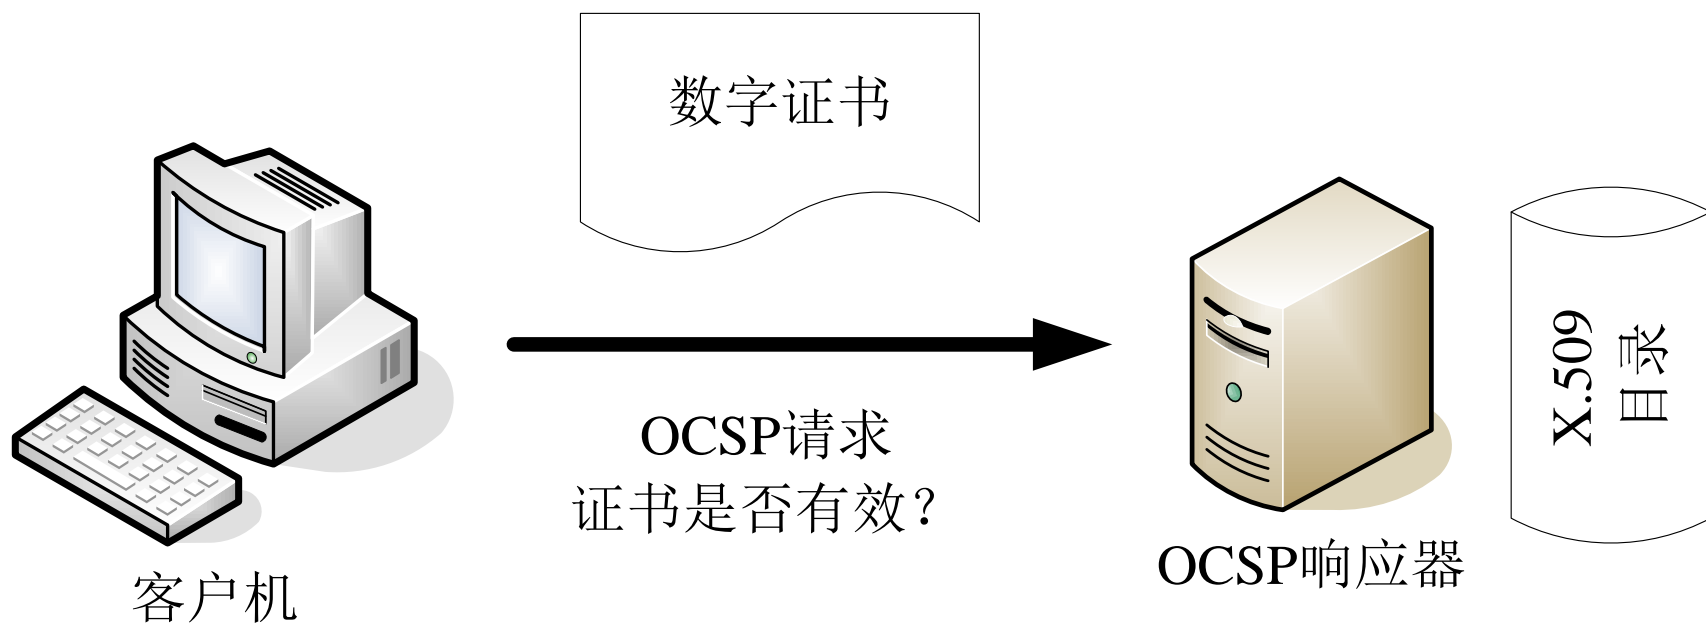 数字证书
OCSP请求
证书是否有效？
客户机
OCSP响应器
X.509
目录